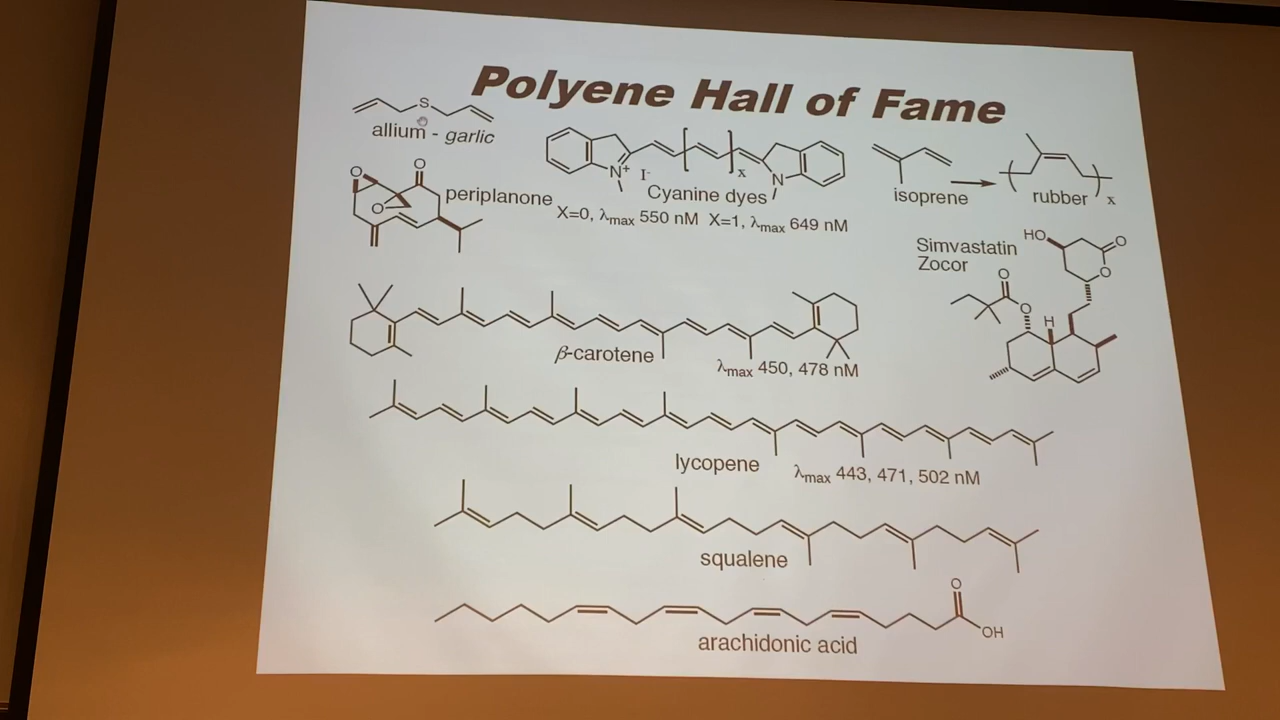 Polyene Hall of Fame
S
allium - garlic
O
O
O
periplanone
N+
I-
x
N
Cyanine dyes
X=0, λmax 550 nM X=1, λmax 649 nM
isoprene
rubber
x
Simvastatin
Zocor
HO
O
O
O
O
H
β-carotene
λmax 450, 478 nM
lycopene
λmax 443, 471, 502 nM
squalene
O
OH
arachidonic acid